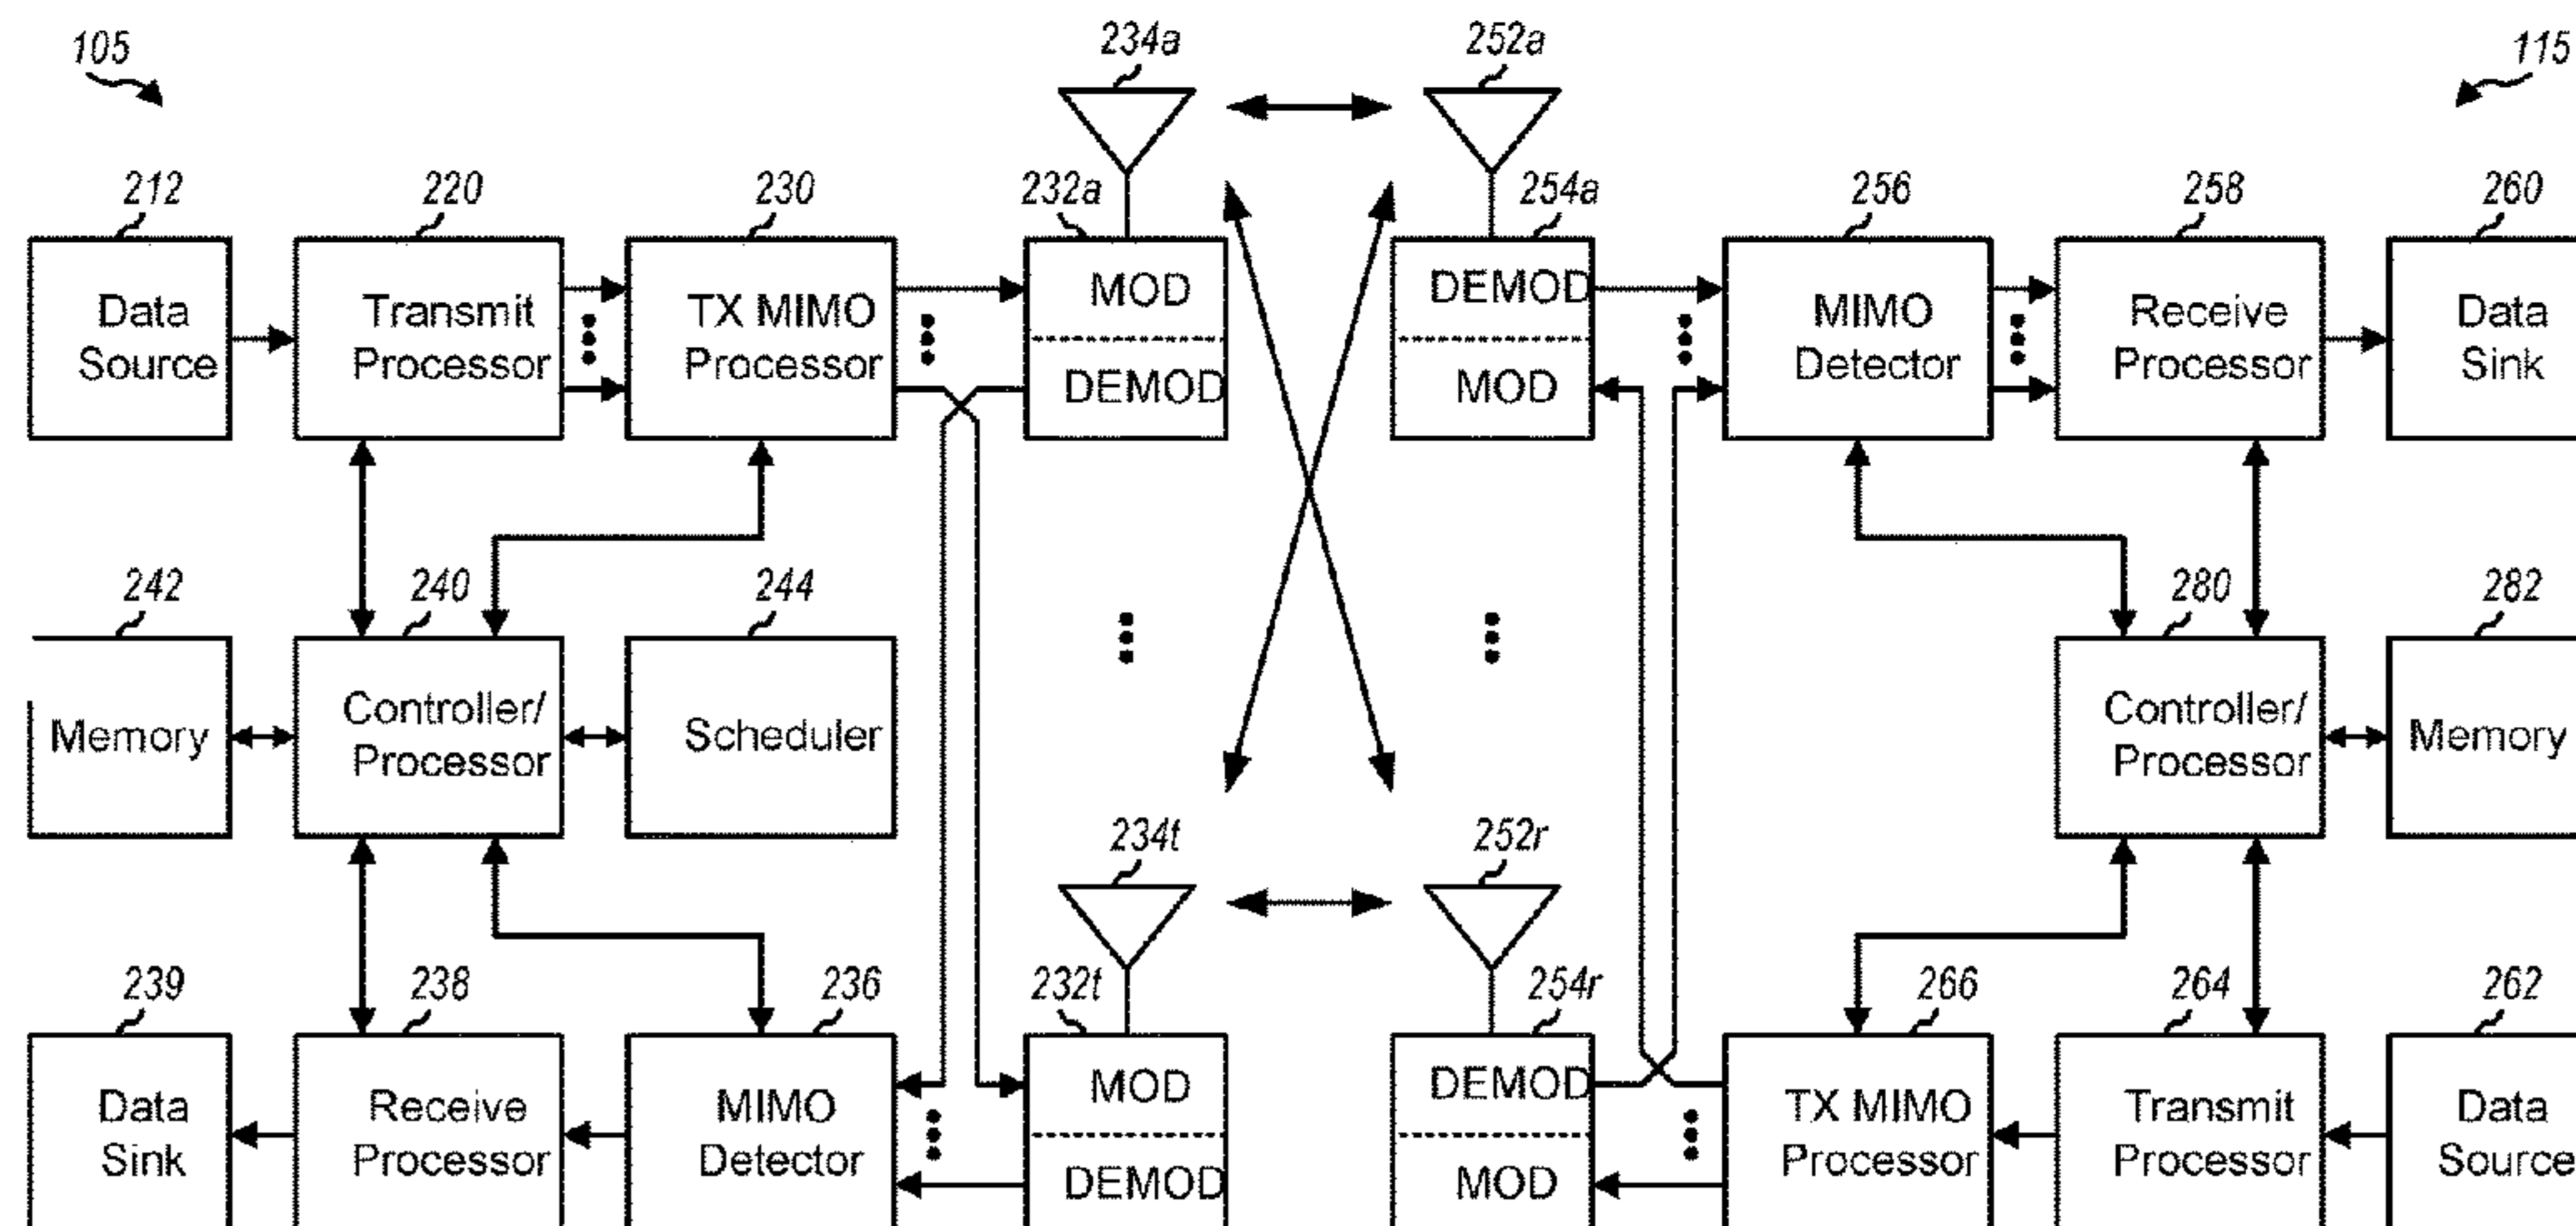 105
234a
252a
115
212
220
230
232a
254a
256
258
260
Data
Source
Transmit
Processor
TX MIMO
Processor
MOD
DEMOD
DEMOD
MOD
MIMO
Detector
Receive
Processor
Data
Sink
242
240
244
280
282
Memory
Controller/
Processor
Scheduler
Controller/
Processor
Memory
234t
252r
239
238
236
232t
254r
266
264
262
Data
Sink
Receive
Processor
MIMO
Detector
MOD
DEMOD
DEMOD
MOD
TX MIMO
Processor
Transmit
Processor
Data
Source